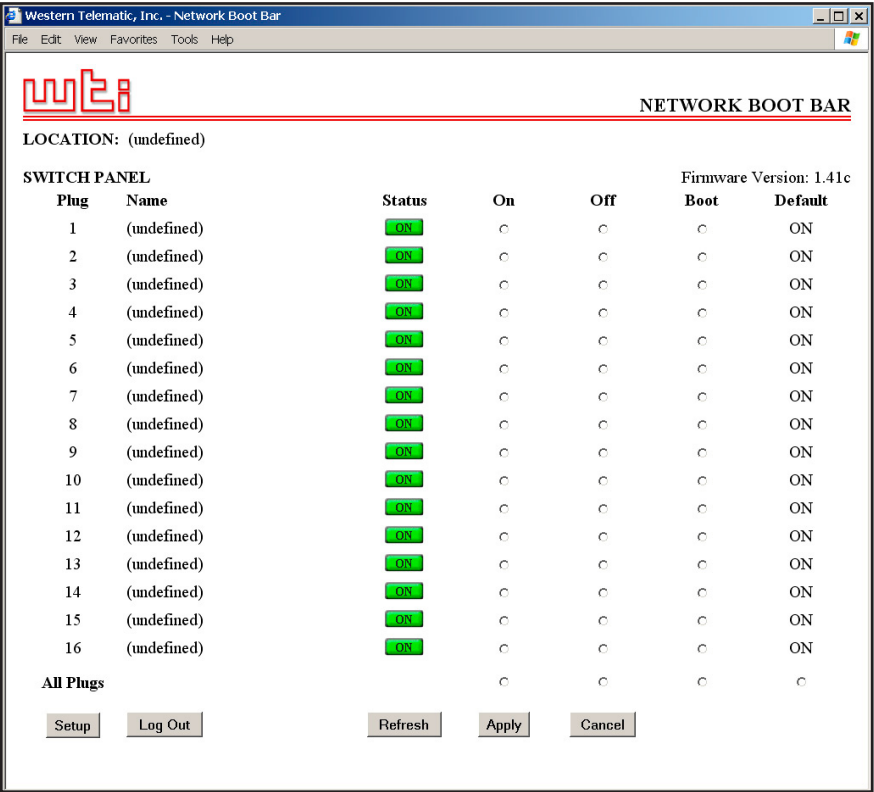 Western Telematic, Inc. - Network Boot Bar
File Edit View Favorites Tools Help
wti
NETWORK BOOT BAR
LOCATION: (undefined)
SWITCH PANEL Firmware Version: 1.41c
Plug Name Status On Off Boot Default
1 (undefined) ON ON
2 (undefined) ON ON
3 (undefined) ON ON
4 (undefined) ON ON
5 (undefined) ON ON
6 (undefined) ON ON
7 (undefined) ON ON
8 (undefined) ON ON
9 (undefined) ON ON
10 (undefined) ON ON
11 (undefined) ON ON
12 (undefined) ON ON
13 (undefined) ON ON
14 (undefined) ON ON
15 (undefined) ON ON
16 (undefined) ON ON
All Plugs
Setup Log Out Refresh Apply Cancel